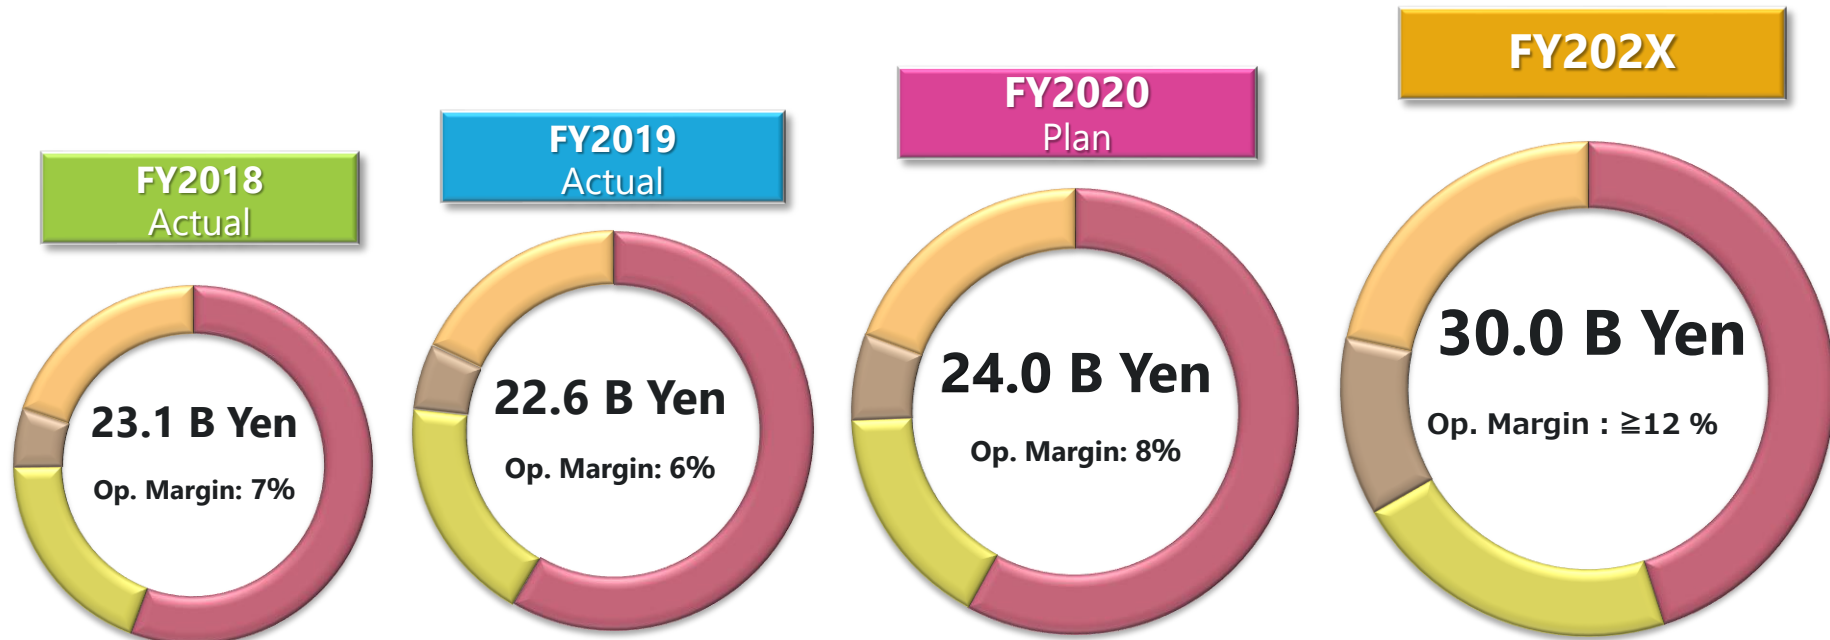 FY2018
Actual
23.1 B Yen
Op. Margin: 7%
FY2019
Actual
22.6 B Yen
Op. Margin: 6%
FY2020
Plan
24.0 B Yen
Op. Margin: 8%
FY202X
30.0 B Yen
Op. Margin : ≧12 %